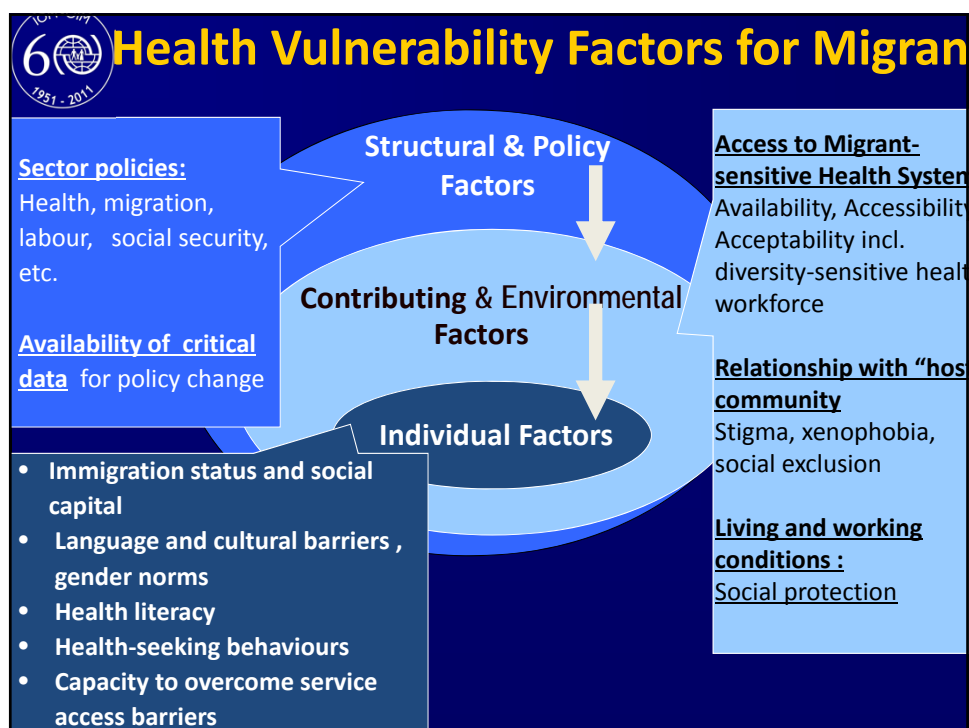 IOM • OIM
60
1951 - 2011
Health Vulnerability Factors for Migran
Sector policies:
Health, migration,
labour, social security,
etc.
Availability of critical
data for policy change
Structural & Policy
Factors
Contributing & Environmental
Factors
Individual Factors
Access to Migrant-
sensitive Health System
Availability, Accessibility
Acceptability incl.
diversity-sensitive healt
workforce
Relationship with “hos
community
Stigma, xenophobia,
social exclusion
Living and working
conditions :
Social protection
• Immigration status and social
capital
• Language and cultural barriers ,
gender norms
• Health literacy
• Health-seeking behaviours
• Capacity to overcome service
access barriers